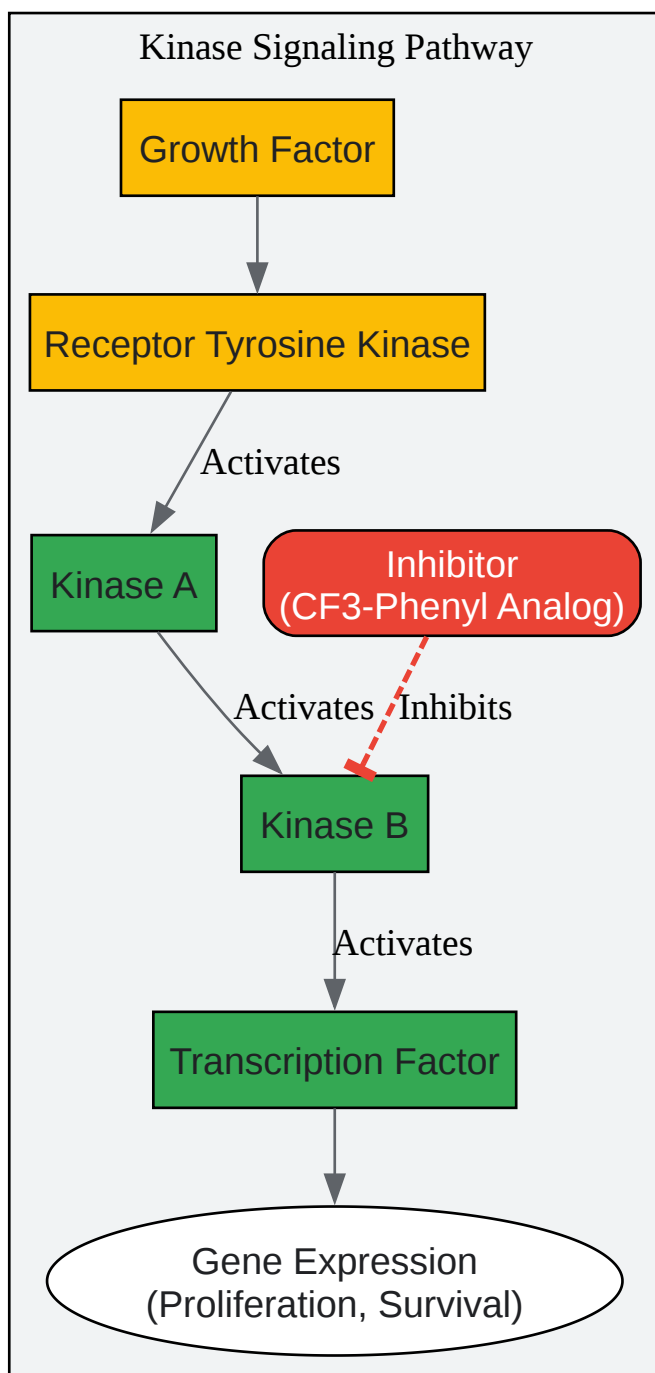 Kinase Signaling Pathway
Growth Factor
Receptor Tyrosine Kinase
Activates
Kinase A
Inhibitor
(CF3-Phenyl Analog)
Activates
Inhibits
Kinase B
Activates
Transcription Factor
Gene Expression
(Proliferation, Survival)